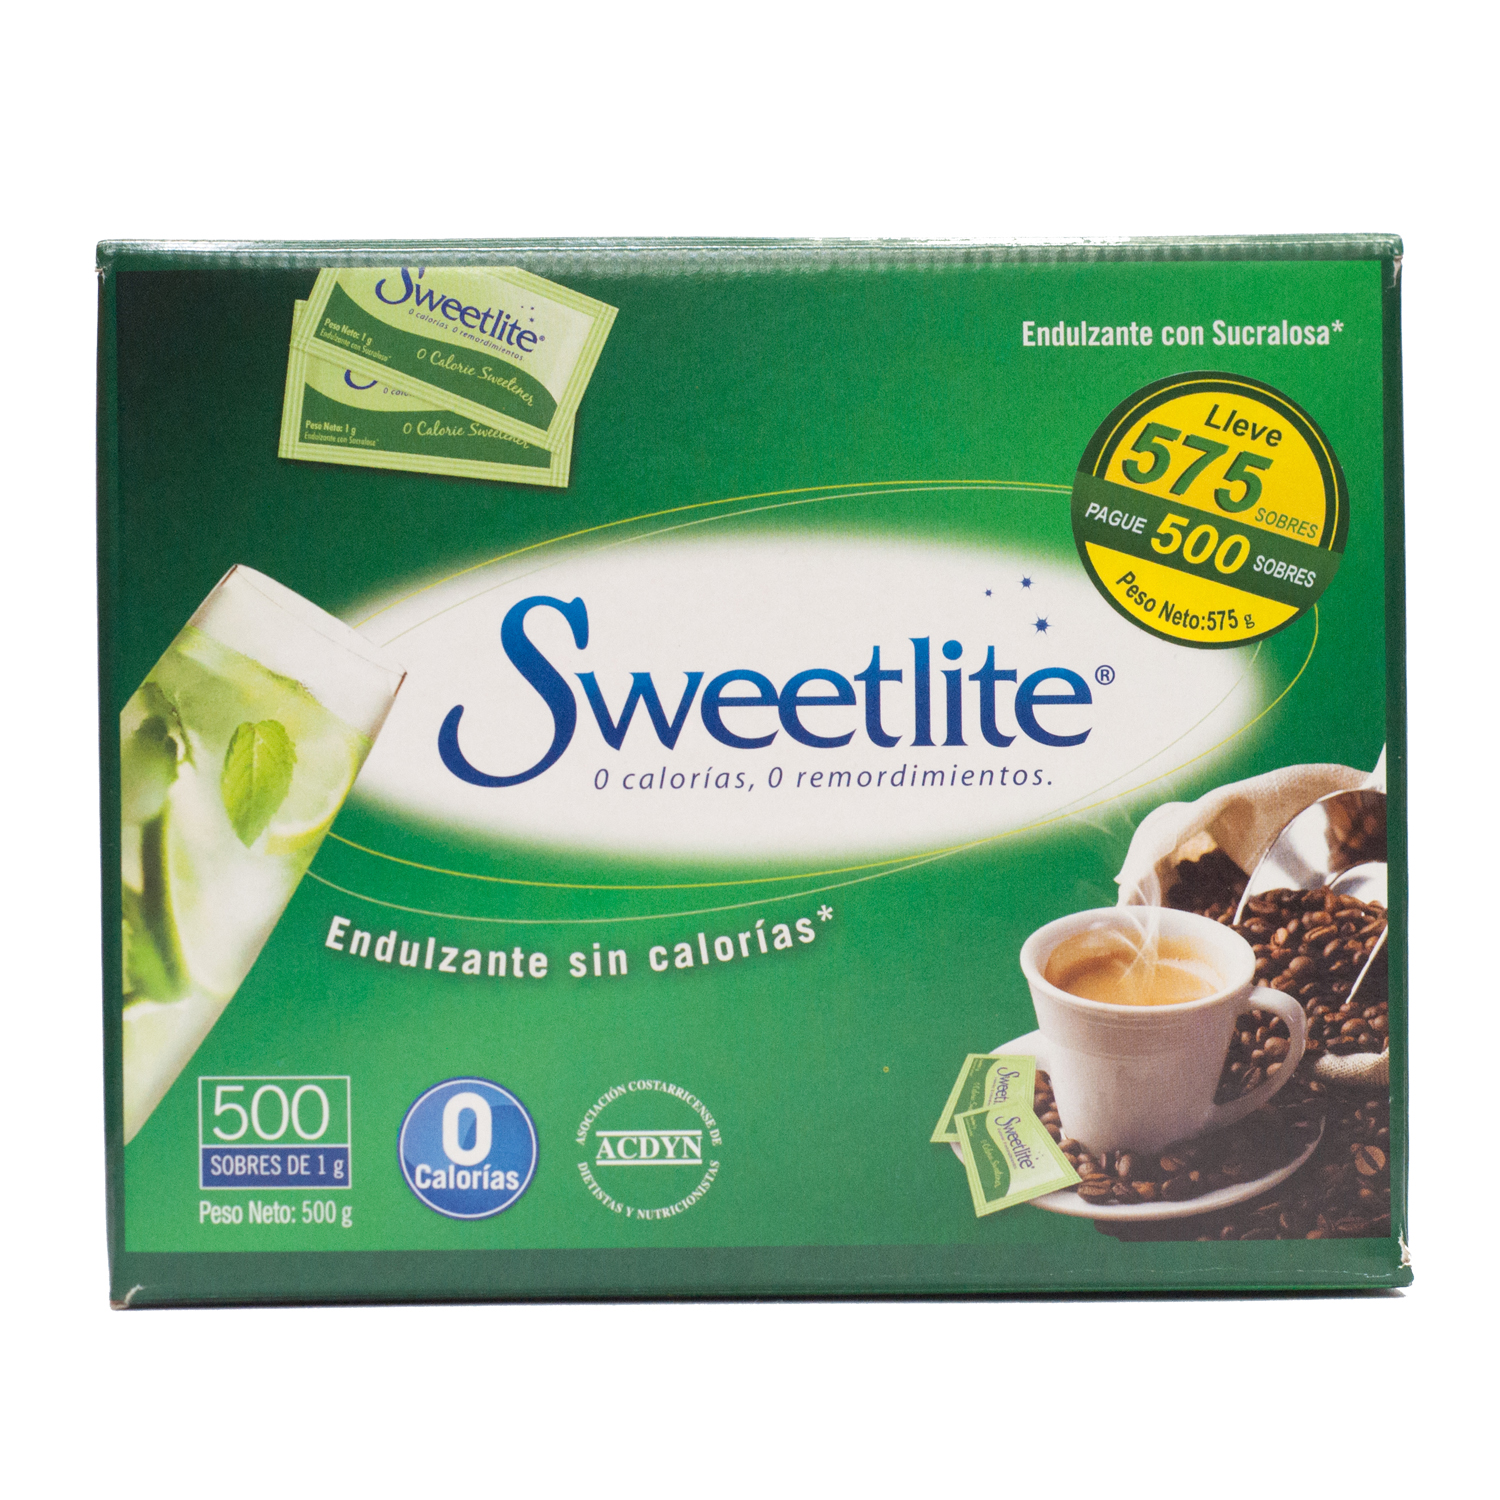 Sweetlite®
0 calorías 0 remordimientos.
Peso Neto: 1 g
Endulzante con Sucralosa*
0 Calorie Sweetener
Peso Neto: 1 g
Endulzante con Sucralosa*
0 Calorie Sweetener
Endulzante con Sucralosa*
Lleve
575
SOBRES
PAGUE 500 SOBRES
Peso Neto:575 g
Sweetlite®
0 calorías, 0 remordimientos.
Endulzante sin calorías*
500
SOBRES DE 1 g
Peso Neto: 500 g
0
Calorías
ASOCIACIÓN COSTARRICENSE DE
ACDYN
DIETISTAS Y NUTRICIONISTAS
Sweetlite